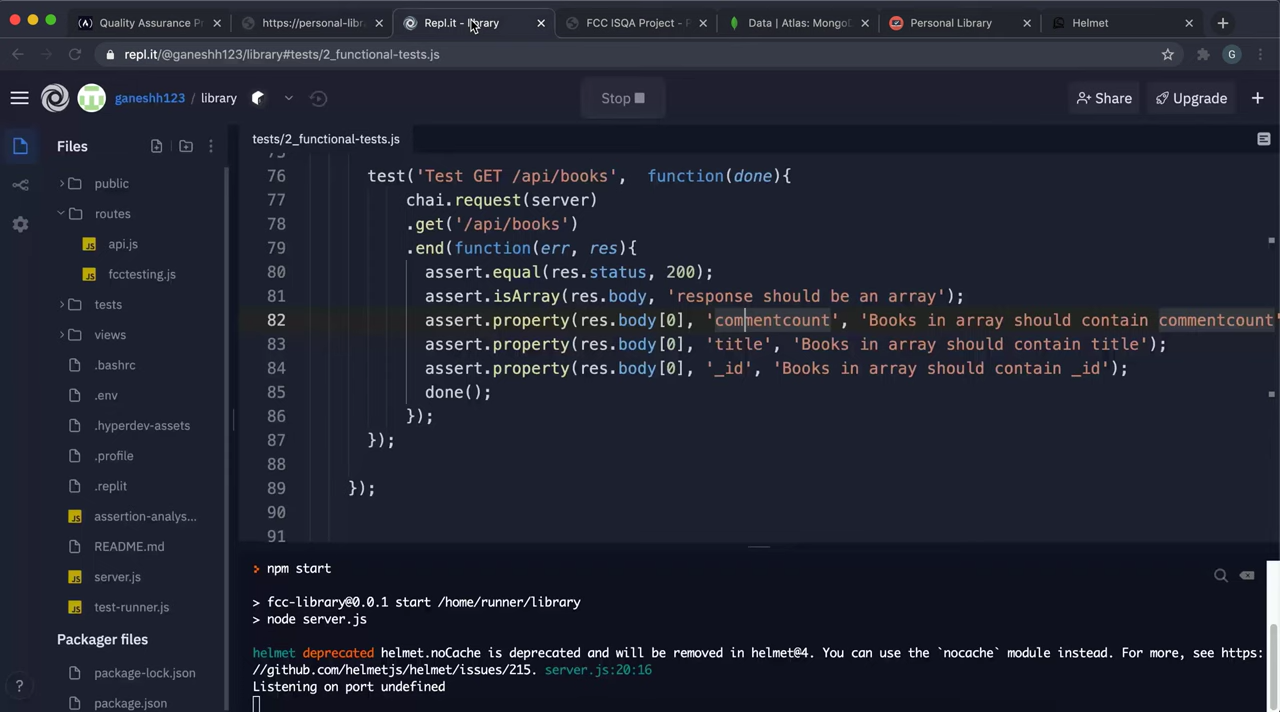 Quality Assurance P
https://personal-libr
Repl.it - library
FCC ISQA Project - P
Data | Atlas: MongoD
Personal Library
Helmet
repl.it/@ganeshh123/library#tests/2_functional-tests.js
G
ganeshh123 / library
Stop
Share
Upgrade
Files
public
routes
api.js
fcctesting.js
tests
views
.bashrc
.env
.hyperdev-assets
.profile
.replit
assertion-analys...
README.md
server.js
test-runner.js
Packager files
package-lock.json
package.json
tests/2_functional-tests.js
76 test('Test GET /api/books', function(done){
77 chai.request(server)
78 .get('/api/books')
79 .end(function(err, res){
80 assert.equal(res.status, 200);
81 assert.isArray(res.body, 'response should be an array');
82 assert.property(res.body[0], 'commentcount', 'Books in array should contain commentcount'
83 assert.property(res.body[0], 'title', 'Books in array should contain title');
84 assert.property(res.body[0], '_id', 'Books in array should contain _id');
85 done();
86 });
87 });
88
89 });
90
91
npm start
> fcc-library@0.0.1 start /home/runner/library
> node server.js
helmet deprecated helmet.noCache is deprecated and will be removed in helmet@4. You can use the `nocache` module instead. For more, see https:
//github.com/helmetjs/helmet/issues/215. server.js:20:16
Listening on port undefined
?